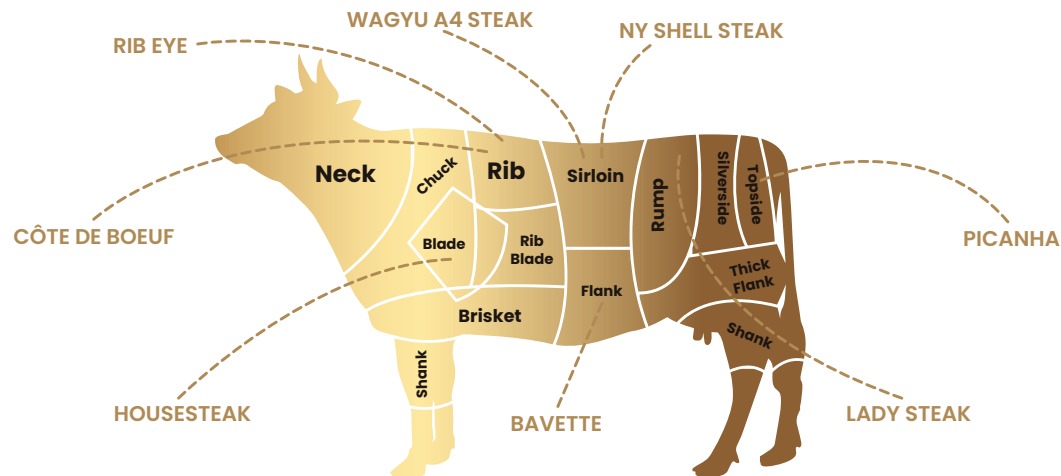 WAGYU A4 STEAK
NY SHELL STEAK
RIB EYE
Neck
Chuck
Rib
Sirloin
Rump
Silverside
Topside
CÔTE DE BOEUF
PICANHA
Blade
Rib
Blade
Thick
Flank
Flank
Brisket
Shank
Shank
HOUSESTEAK
BAVETTE
LADY STEAK